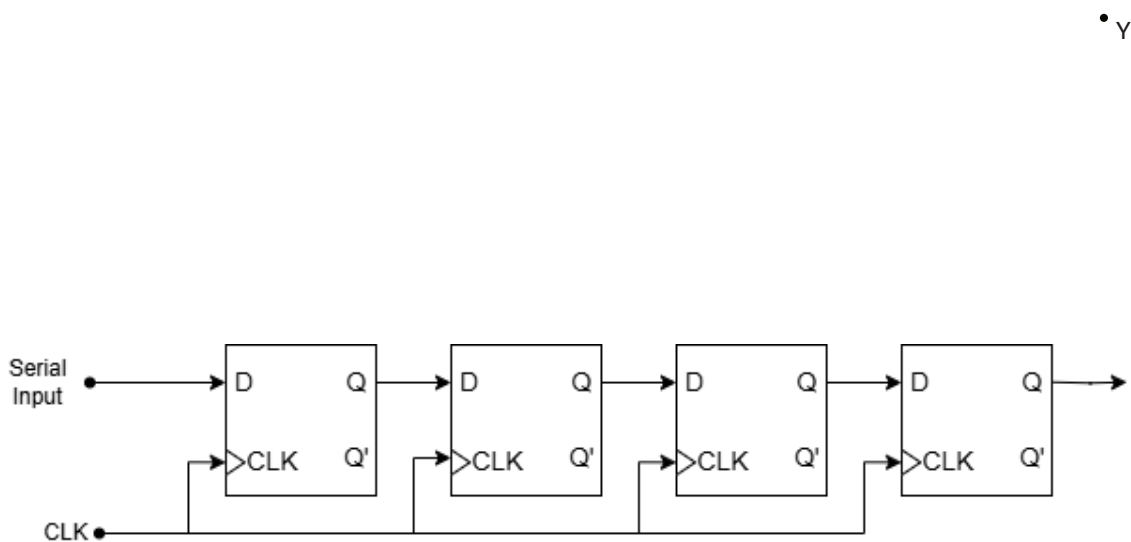 Y
Serial
Input
D Q D Q D Q D Q
CLK Q' CLK Q' CLK Q' CLK Q'
CLK